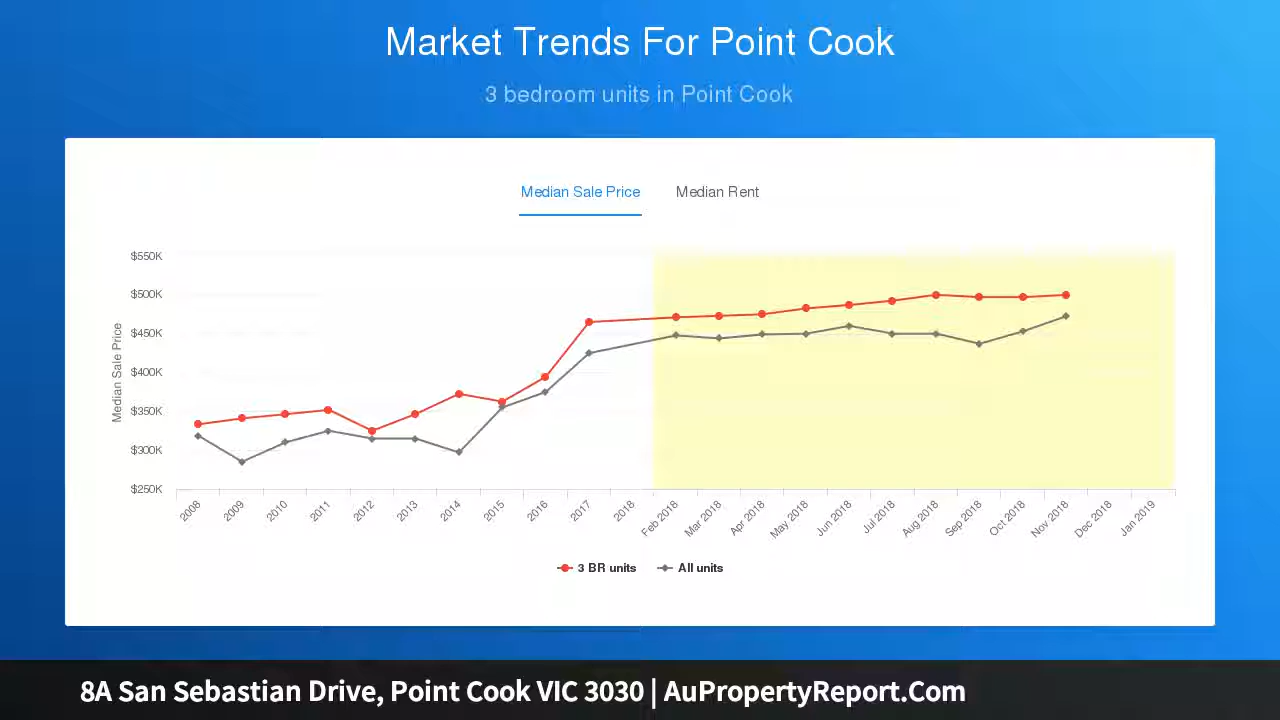 Market Trends For Point Cook
3 bedroom units in Point Cook
Median Sale Price Median Rent
$550K
$500K
$450K
$400K
$350K
$300K
$250K
Median Sale Price
2008 2009 2010 2011 2012 2013 2014 2015 2016 2017 2018 Feb 2018 Mar 2018 Apr 2018 May 2018 Jun 2018 Jul 2018 Aug 2018 Sep 2018 Oct 2018 Nov 2018 Dec 2018 Jan 2019
3 BR units All units
8A San Sebastian Drive, Point Cook VIC 3030 | AuPropertyReport.Com